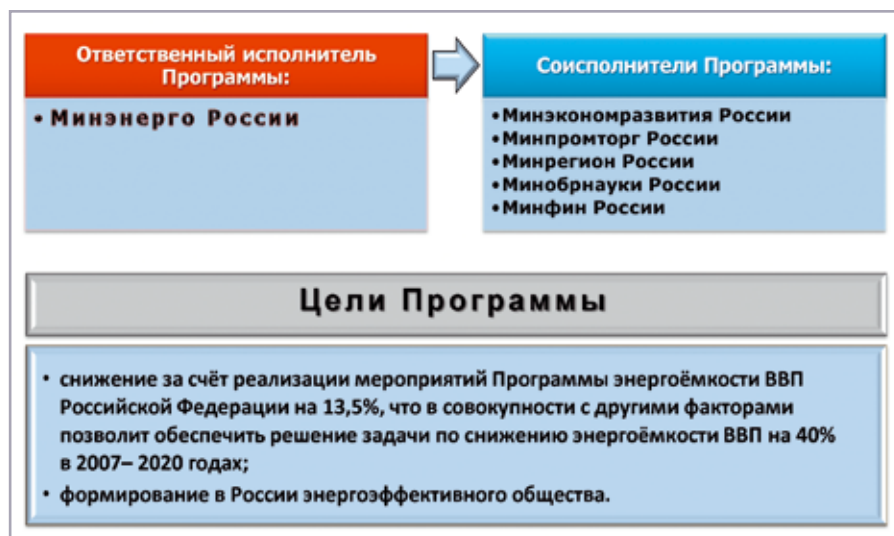 Ответственный исполнитель
Программы:
• Минэнерго России
Соисполнители Программы:
•Минэкономразвития России
•Минпромторг России
•Минрегион России
•Минобрнауки России
•Минфин России
Цели Программы
• снижение за счёт реализации мероприятий Программы энергоёмкости ВВП
Российской Федерации на 13,5%, что в совокупности с другими факторами
позволит обеспечить решение задачи по снижению энергоёмкости ВВП на 40%
в 2007– 2020 годах;
• формирование в России энергоэффективного общества.